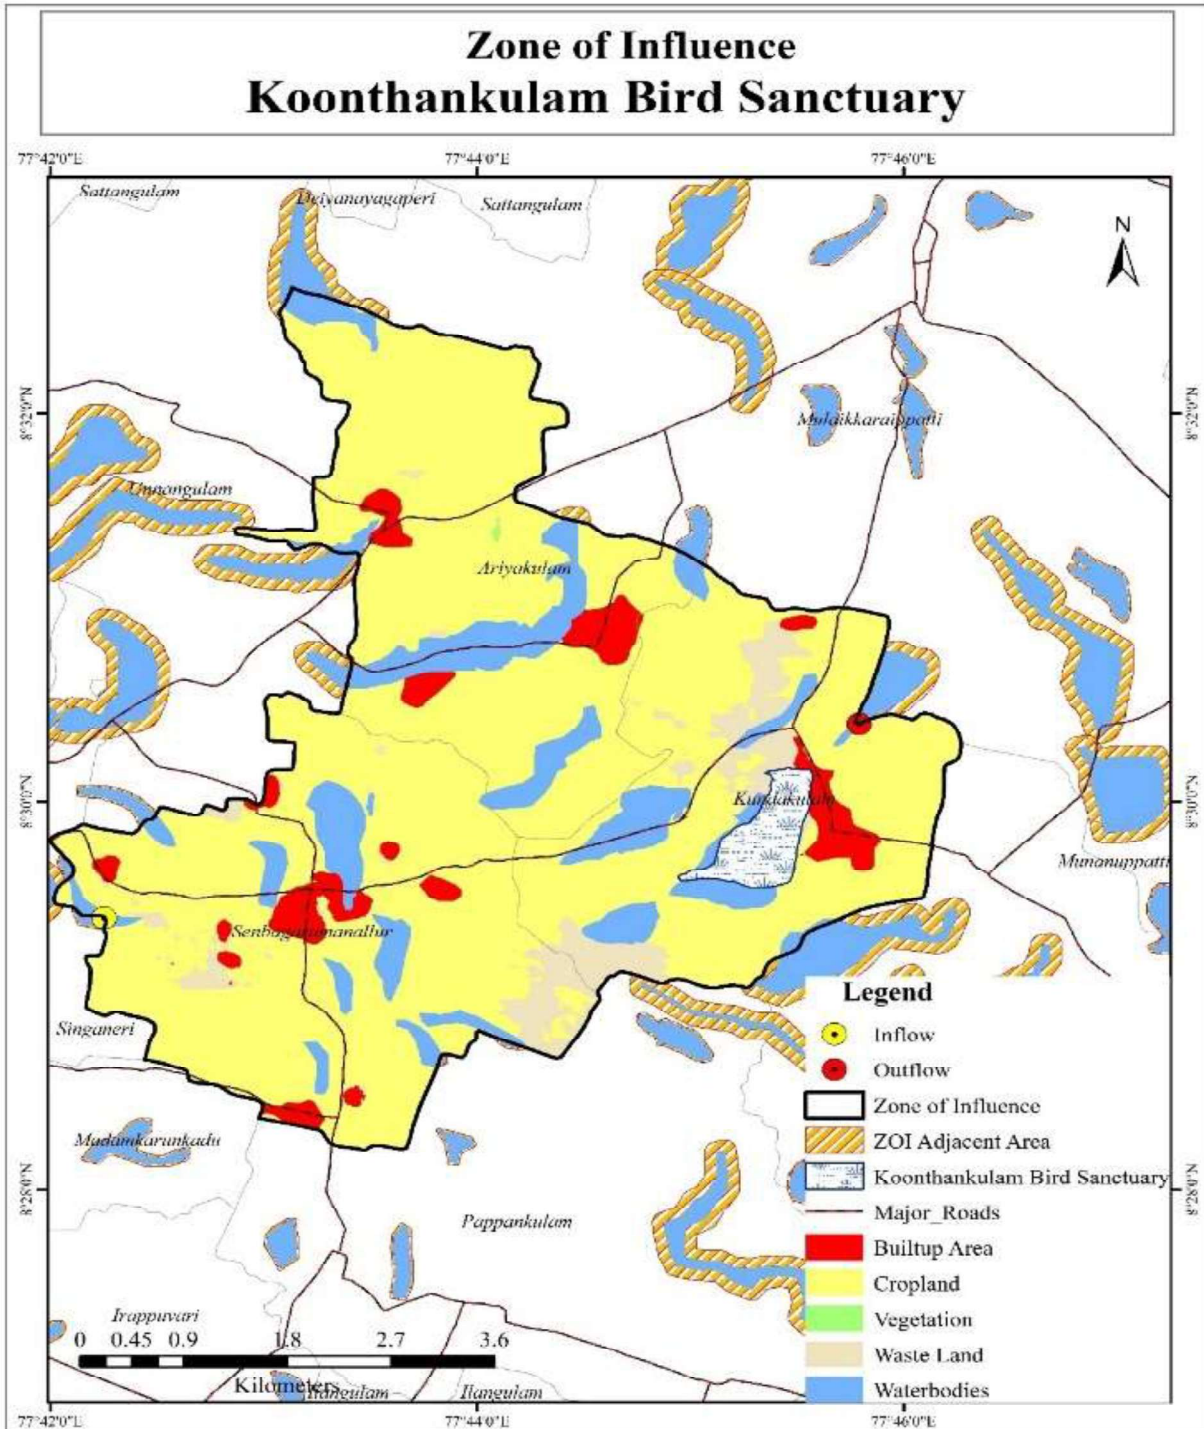 Zone of Influence
Koonthankulam Bird Sanctuary
77°42'0"E 77°44'0"E 77°46'0"E
Sattangulam Deiyanayagaperi Sattangulam
N
8°32'0"N 8°32'0"N
Mulaikkaraippatti
Unnangulam
Ariyakulam
8°30'0"N 8°30'0"N
Kundakulam
Munanuppatti
Senbagaramanallur
Singaneri
Legend
Inflow
Outflow
Zone of Influence
ZOI Adjacent Area
Koonthankulam Bird Sanctuary
Major_Roads
Builtup Area
Cropland
Vegetation
Waste Land
Waterbodies
Madamkarunkadu
8°28'0"N 8°28'0"N
Pappankulam
Irappuvari
0 0.45 0.9 1.8 2.7 3.6
Kilometers
Ilangulam Ilangulam
77°42'0"E 77°44'0"E 77°46'0"E